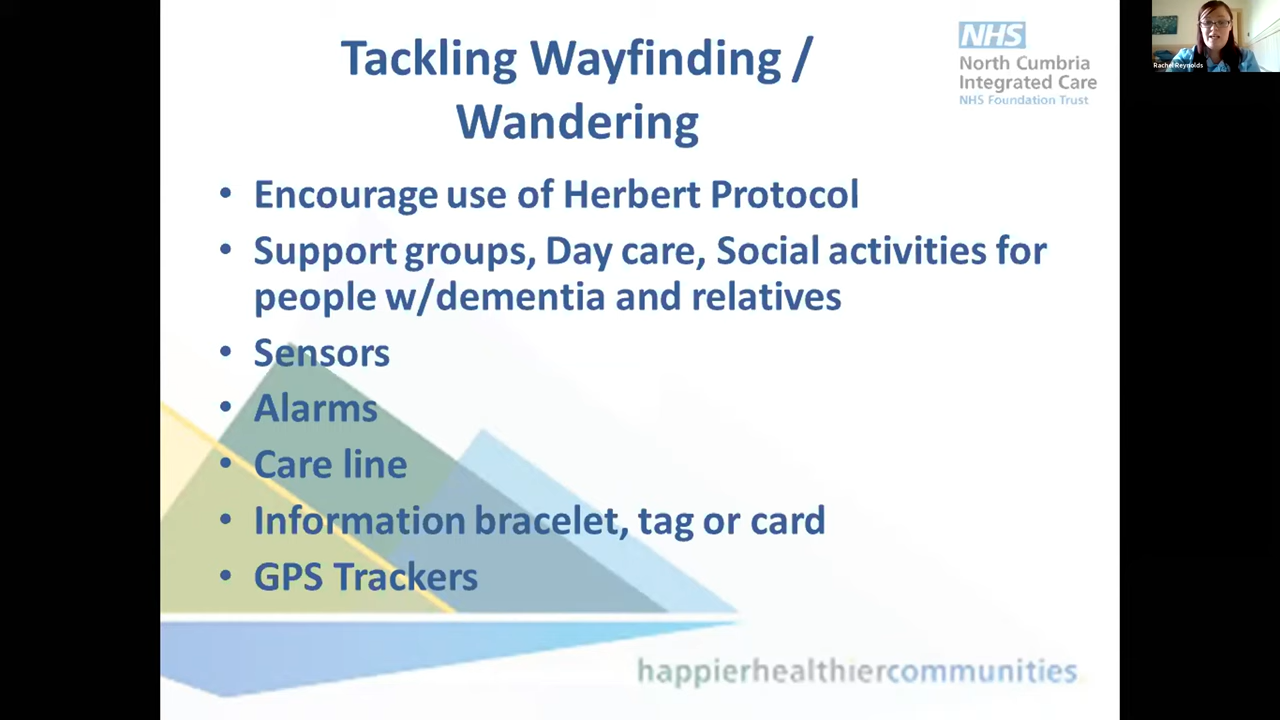 Tackling Wayfinding /
Wandering
NHS
North Cumbria
Integrated Care
NHS Foundation Trust
Rachel Reynolds
• Encourage use of Herbert Protocol
• Support groups, Day care, Social activities for
people w/dementia and relatives
• Sensors
• Alarms
• Care line
• Information bracelet, tag or card
• GPS Trackers
happierhealthiercommunities